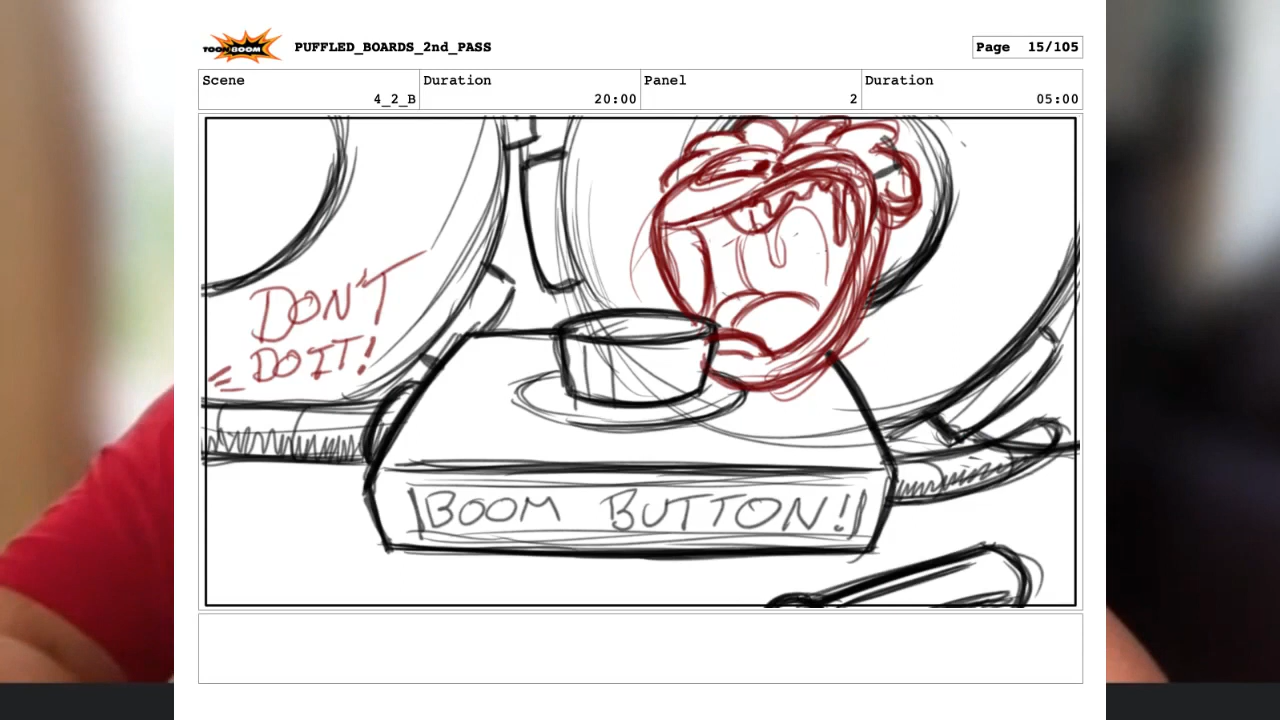 TOON BOOM PUFFLED_BOARDS_2nd_PASS Page 15/105
Scene Duration Panel Duration
4_2_B 20:00 2 05:00
DON'T
DO IT!
BOOM BUTTON!!